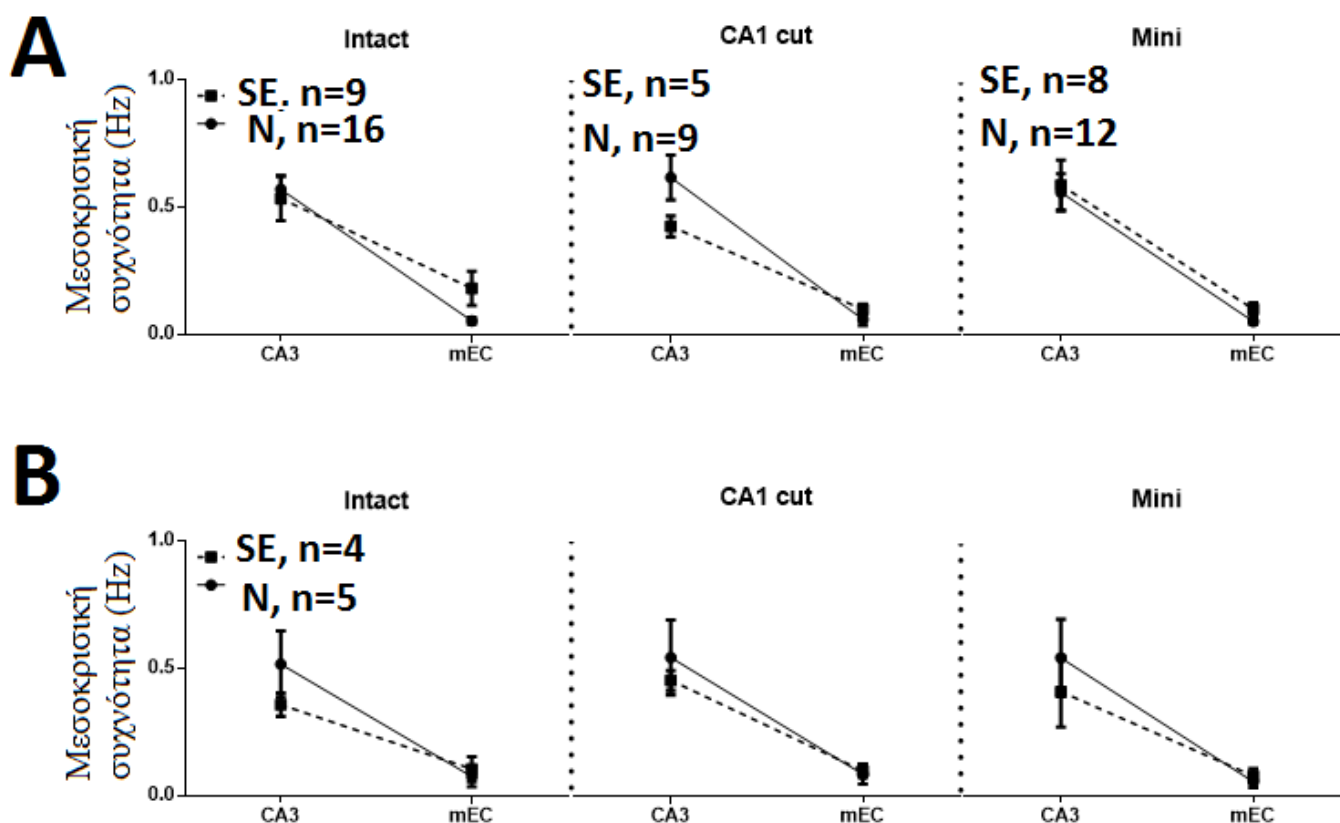 A
Intact
CA1 cut
Mini
Μεσοκρισική
συχνότητα (Hz)
1.0
0.5
0.0
SE, n=9
N, n=16
SE, n=5
N, n=9
SE, n=8
N, n=12
CA3
mEC
CA3
mEC
CA3
mEC
B
Intact
CA1 cut
Mini
Μεσοκρισική
συχνότητα (Hz)
1.0
0.5
0.0
SE, n=4
N, n=5
CA3
mEC
CA3
mEC
CA3
mEC